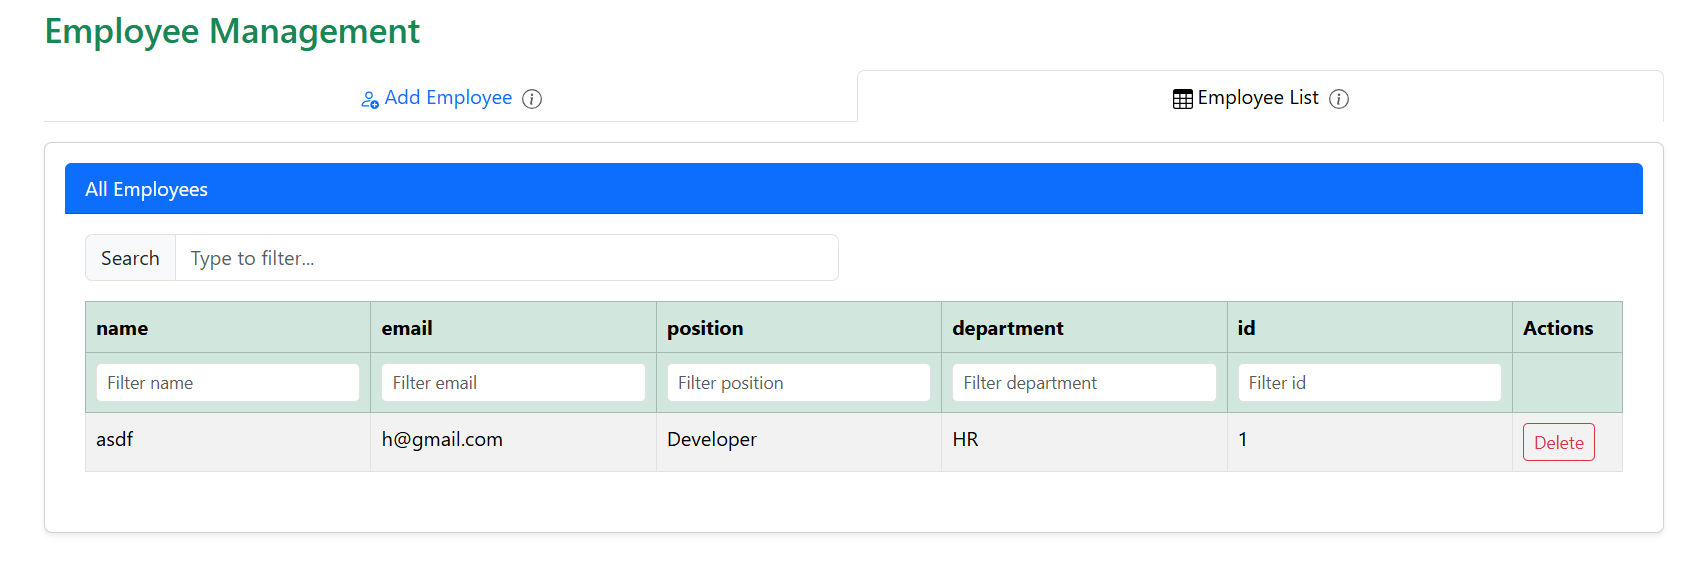 Employee Management
Add Employee
Employee List
All Employees
Search Type to filter...
name email position department id Actions
Filter name Filter email Filter position Filter department Filter id
asdf h@gmail.com Developer HR 1 Delete